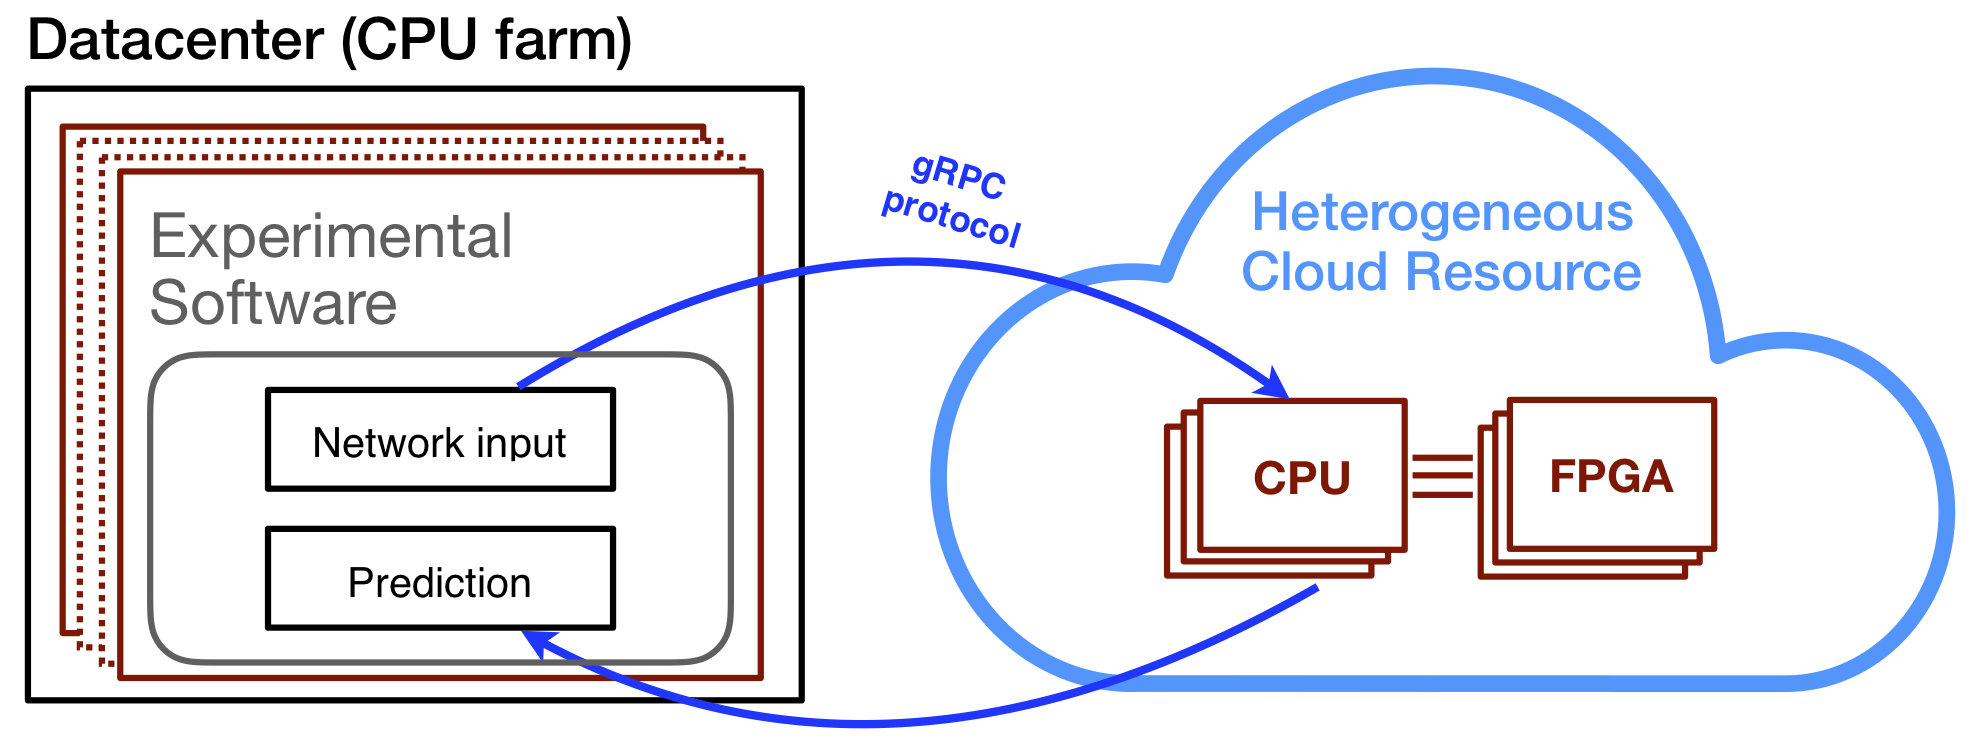 Datacenter (CPU farm)
Experimental
Software
Network input
Prediction
gRPC
protocol
Heterogeneous
Cloud Resource
CPU
FPGA